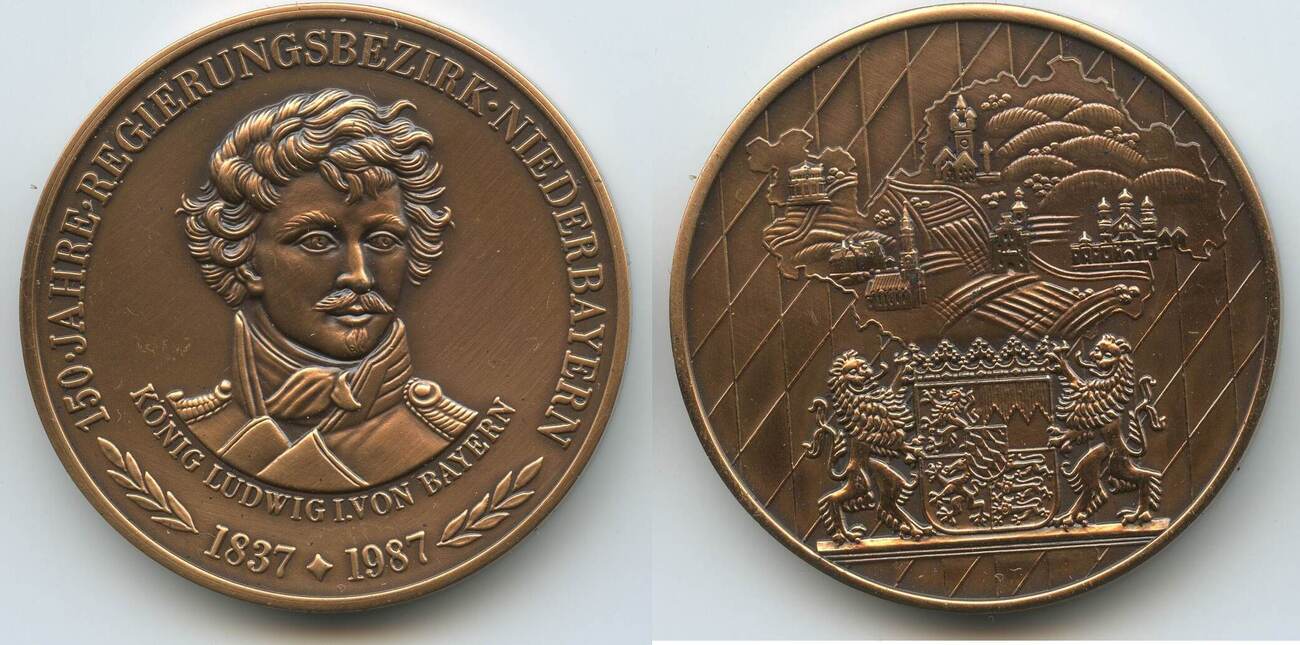 150·JAHRE·REGIERUNGSBEZIRK·NIEDERBAYERN
KÖNIG LUDWIG I.VON BAYERN
1837 ✦ 1987